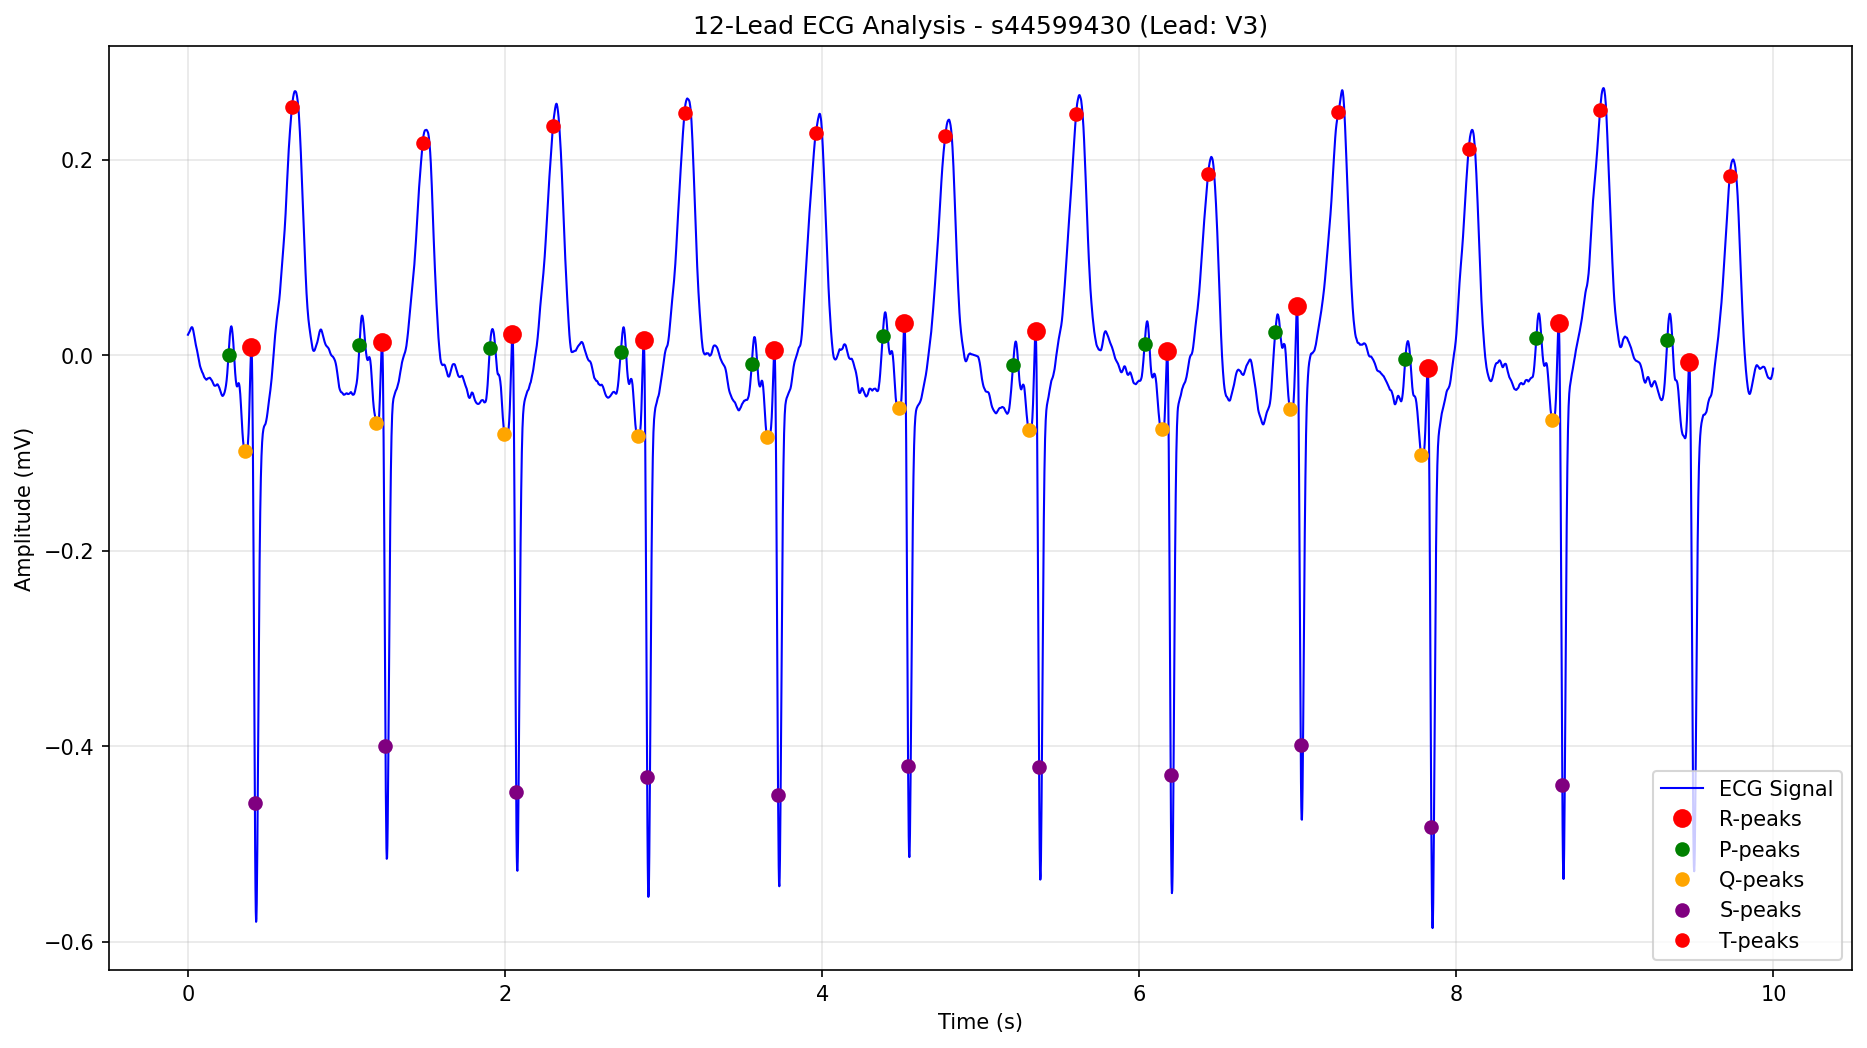 12-Lead ECG Analysis - s44599430 (Lead: V3)
Amplitude (mV)
0.2
0.0
−0.2
−0.4
−0.6
0 2 4 6 8 10
Time (s)
ECG Signal
R-peaks
P-peaks
Q-peaks
S-peaks
T-peaks